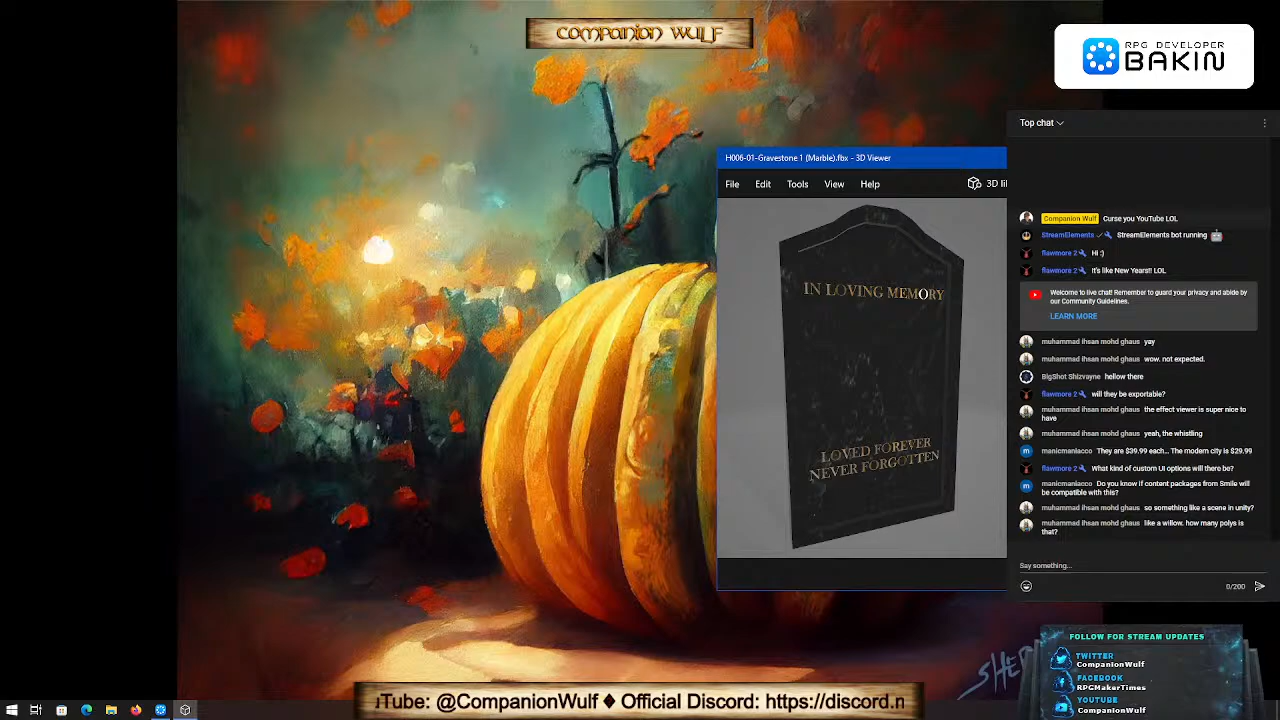 COMPANION WULF
RPG DEVELOPER
BAKIN
Top chat
H006-01-Gravestone 1 (Marble).fbx - 3D Viewer
File Edit Tools View Help 3D li
IN LOVING MEMORY
LOVED FOREVER
NEVER FORGOTTEN
Companion Wulf Curse you YouTube LOL
StreamElements StreamElements bot running
flawmore 2 Hi :)
flawmore 2 It's like New Years!! LOL
Welcome to live chat! Remember to guard your privacy and abide by
our Community Guidelines.
LEARN MORE
muhammad ihsan mohd ghaus yay
muhammad ihsan mohd ghaus wow. not expected.
BigShot Shizvayne hellow there
flawmore 2 will they be exportable?
muhammad ihsan mohd ghaus the effect viewer is super nice to
have
muhammad ihsan mohd ghaus yeah, the whistling
manicmaniacco They are $39.99 each... The modern city is $29.99
flawmore 2 What kind of custom UI options will there be?
manicmaniacco Do you know if content packages from Smile will
be compatible with this?
muhammad ihsan mohd ghaus so something like a scene in unity?
muhammad ihsan mohd ghaus like a willow. how many polys is
that?
Say something...
0/200
FOLLOW FOR STREAM UPDATES
TWITTER
CompanionWulf
FACEBOOK
RPGMakerTimes
YOUTUBE
CompanionWulf
Tube: @CompanionWulf ♦ Official Discord: https://discord.n